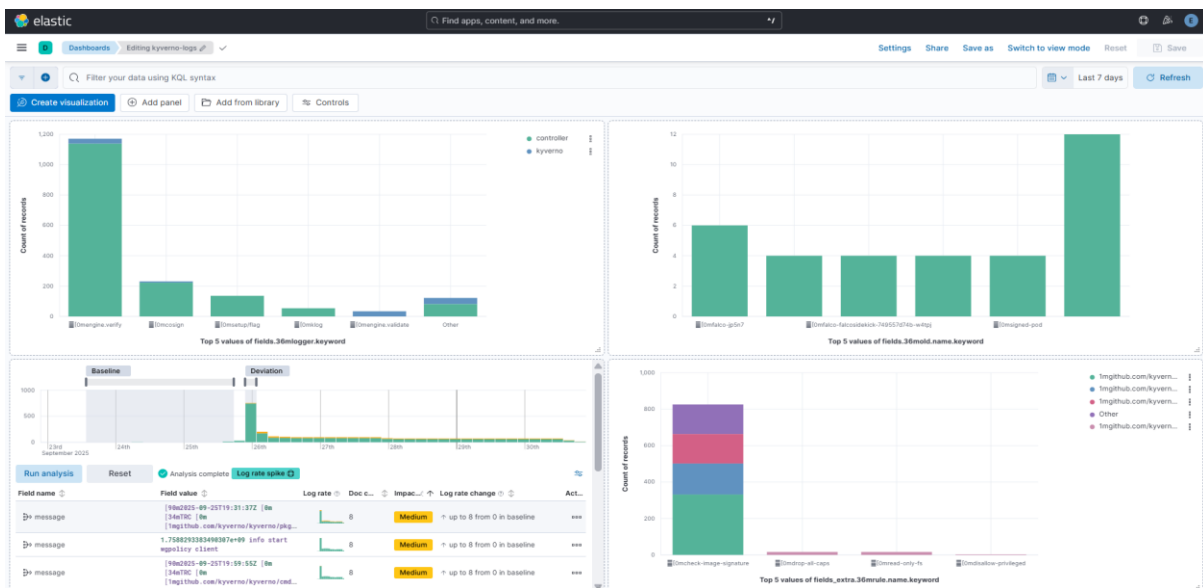 elastic
Find apps, content, and more.
Dashboards
Editing kyverno-logs
Settings
Share
Save as
Switch to view mode
Reset
Save
Filter your data using KQL syntax
Last 7 days
Refresh
Create visualization
Add panel
Add from library
Controls
1,200
1,000
800
600
400
200
0
Count of records
[0mengine.verify
[0mcosign
[0msetup/flag
[0mklog
[0mengine.validate
Other
Top 5 values of fields.36mlogger.keyword
controller
kyverno
12
10
8
6
4
2
0
Count of records
[0mfalco-jp5n7
[0mfalco-falcosidekick-749557d74b-w4tpj
[0msigned-pod
Top 5 values of fields.36mold.name.keyword
Baseline
Deviation
1000
500
0
23rd
24th
25th
26th
27th
28th
29th
30th
September 2025
Run analysis
Reset
Analysis complete
Log rate spike
Field name
Field value
Log rate
Doc c...
Impac...
Log rate change
Act...
message
[90m2025-09-25T19:31:37Z [0m
[34mTRC [0m
[1mgithub.com/kyverno/kyverno/pkg...
8
Medium
up to 8 from 0 in baseline
message
1.7588293383498307e+09 info start
wgpolicy client
8
Medium
up to 8 from 0 in baseline
message
[90m2025-09-25T19:59:55Z [0m
[34mTRC [0m
[1mgithub.com/kyverno/kyverno/cmd...
8
Medium
up to 8 from 0 in baseline
1,000
800
600
400
200
0
Count of records
[0mcheck-image-signature
[0mdrop-all-caps
[0mread-only-fs
[0mdisallow-privileged
Top 5 values of fields_extra.36mrule.name.keyword
1mgithub.com/kyvern...
1mgithub.com/kyvern...
1mgithub.com/kyvern...
Other
1mgithub.com/kyvern...